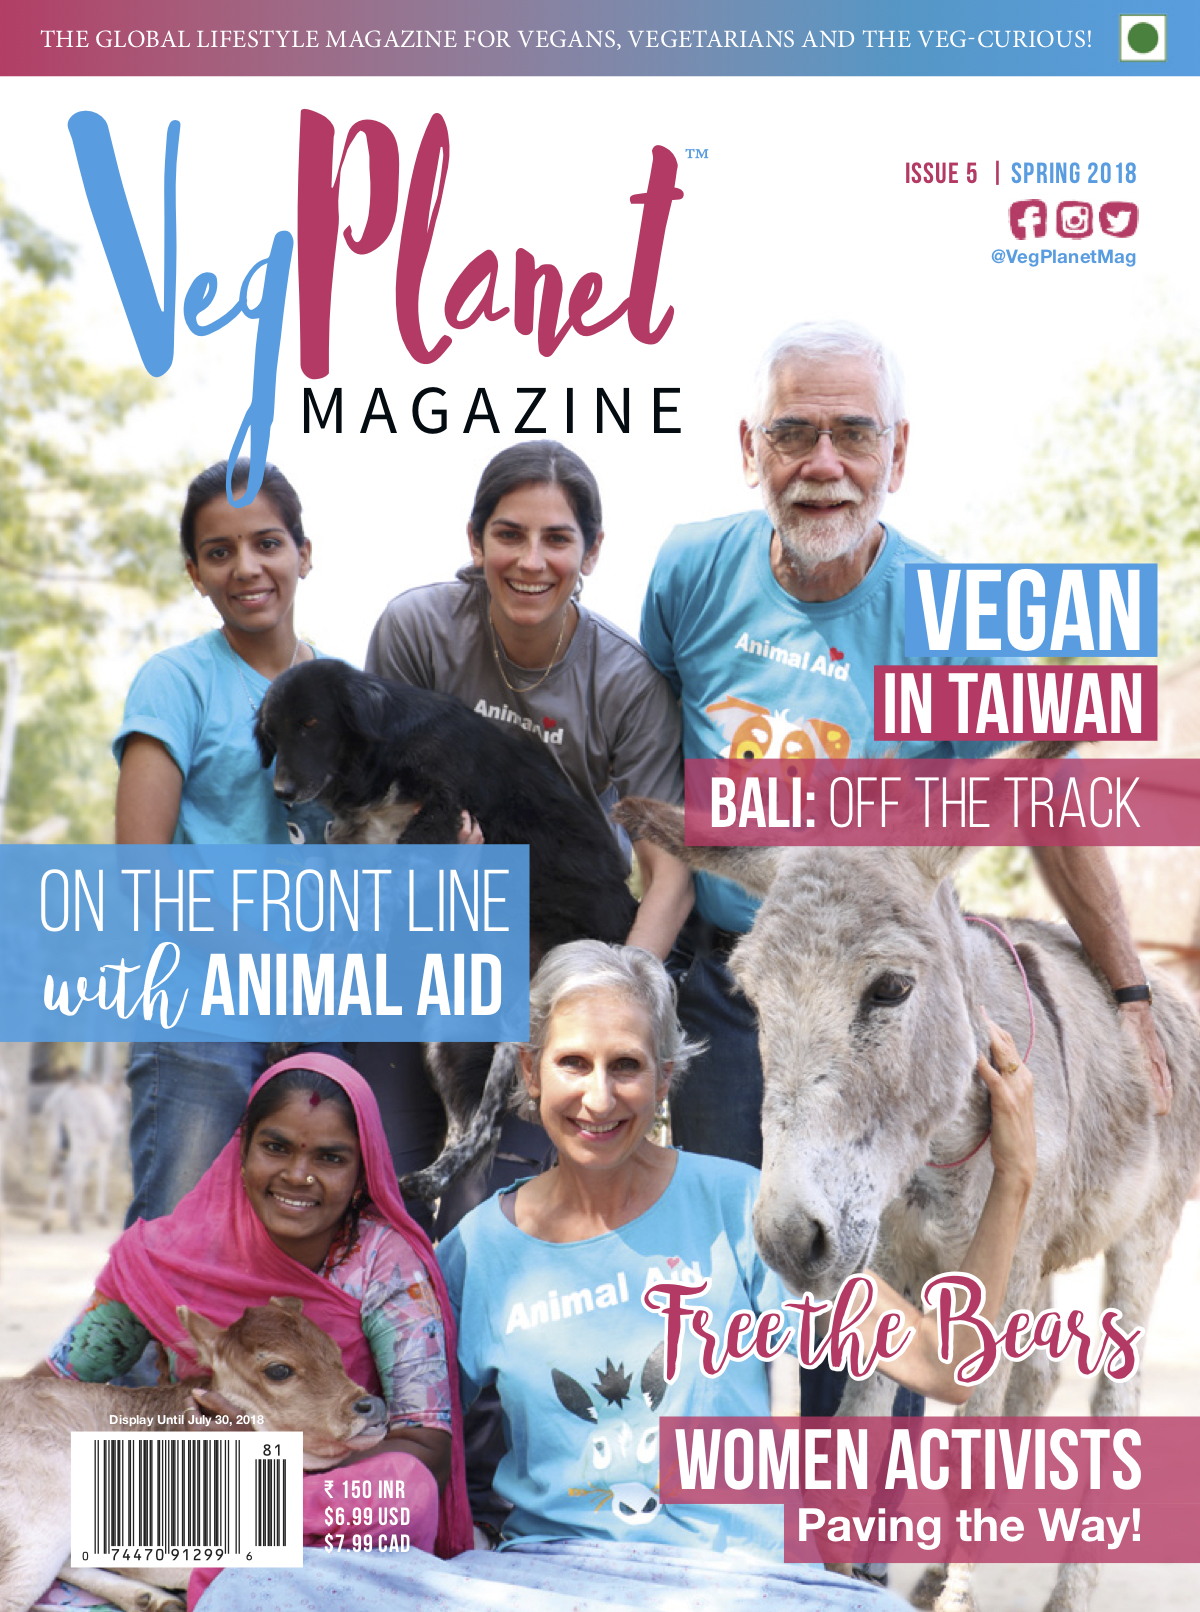 THE GLOBAL LIFESTYLE MAGAZINE FOR VEGANS, VEGETARIANS AND THE VEG-CURIOUS!
VegPlanet™
MAGAZINE
ISSUE 5 | SPRING 2018
@VegPlanetMag
Animal Aid
Animal Aid
VEGAN
IN TAIWAN
BALI: OFF THE TRACK
ON THE FRONT LINE
with ANIMAL AID
Animal Aid
Free the Bears
WOMEN ACTIVISTS
Paving the Way!
Display Until July 30, 2018
81
0 74470 91299 6
₹ 150 INR
$6.99 USD
$7.99 CAD